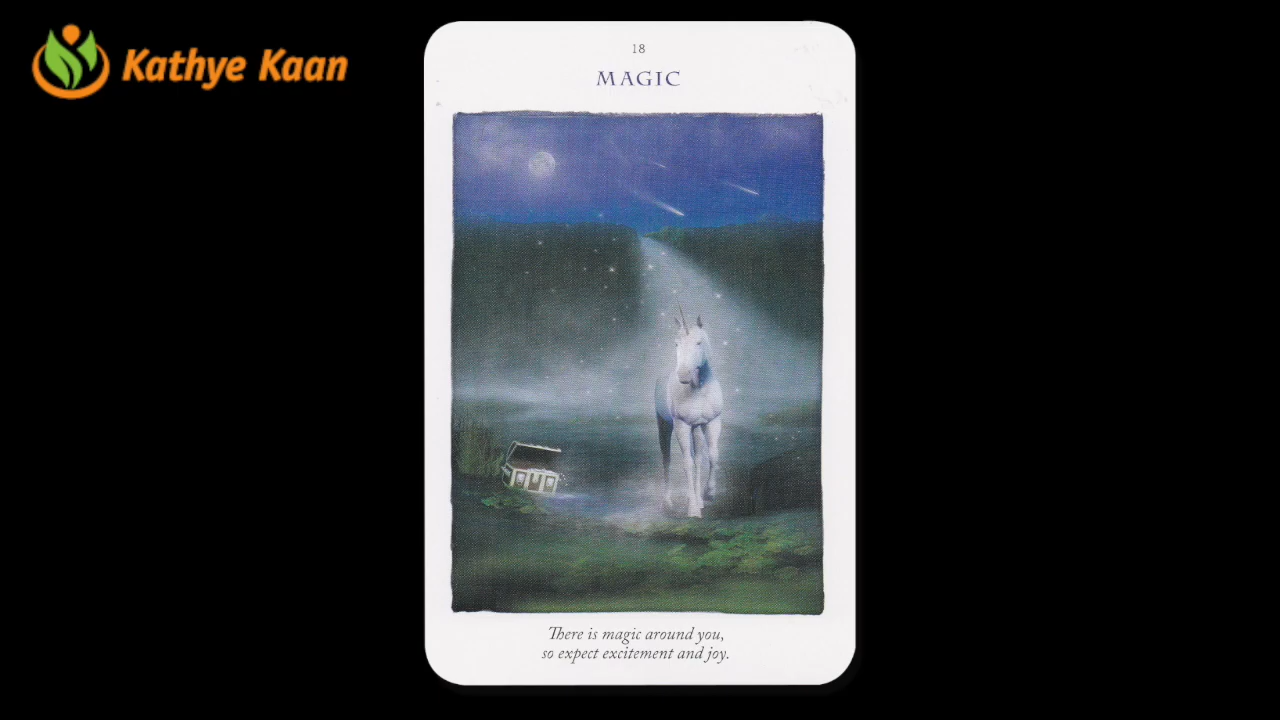 Kathye Kaan
18
MAGIC
There is magic around you,
so expect excitement and joy.